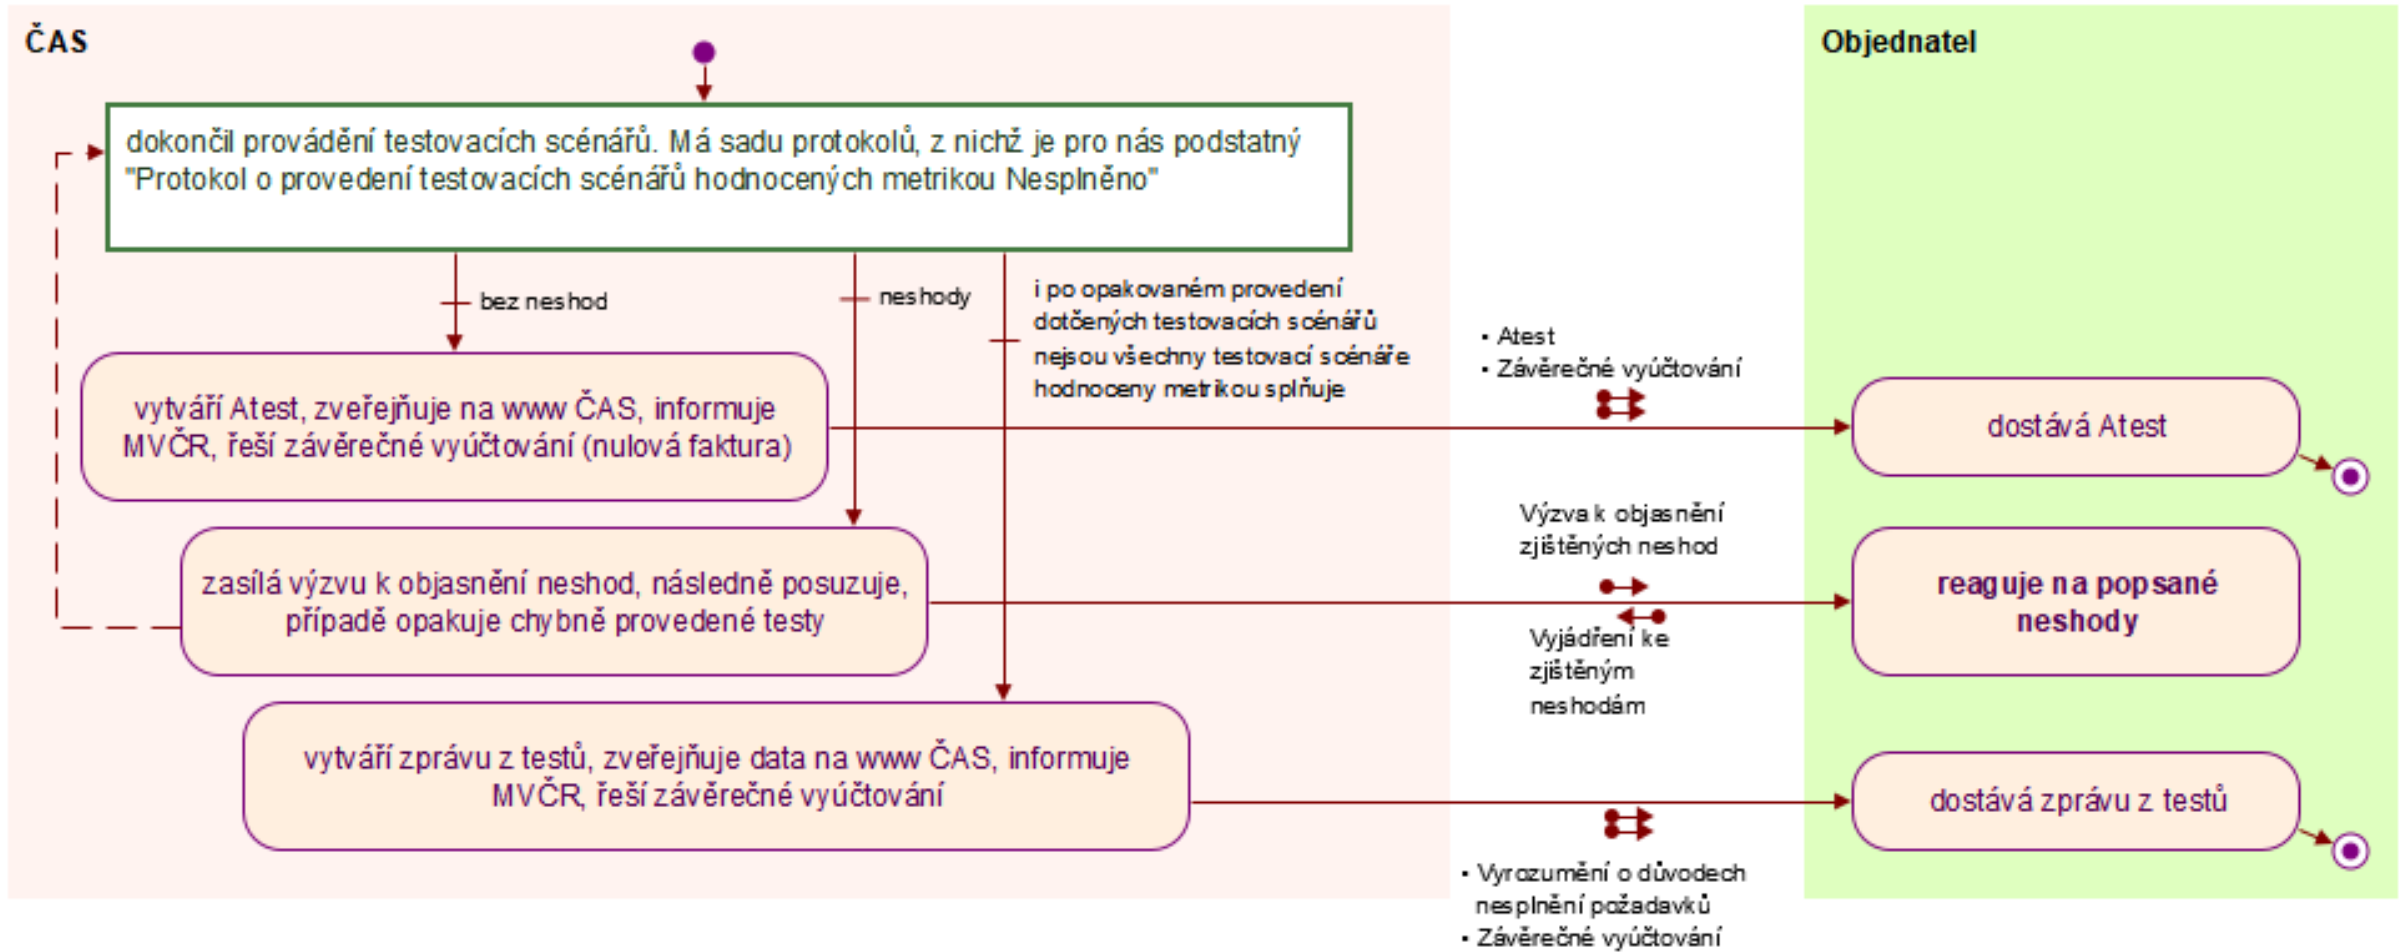 ČAS
Objednatel
dokončil provádění testovacích scénářů. Má sadu protokolů, z nichž je pro nás podstatný
"Protokol o provedení testovacích scénářů hodnocených metrikou Nesplněno"
bez neshod
neshody
i po opakovaném provedení
dotčených testovacích scénářů
nejsou všechny testovací scénáře
hodnoceny metrikou splňuje
▪ Atest
▪ Závěrečné vyúčtování
vytváří Atest, zveřejňuje na www ČAS, informuje
MVČR, řeší závěrečné vyúčtování (nulová faktura)
dostává Atest
Výzva k objasnění
zjištěných neshod
zasílá výzvu k objasnění neshod, následně posuzuje,
případě opakuje chybně provedené testy
reaguje na popsané
neshody
Vyjádření ke
zjištěným
neshodám
vytváří zprávu z testů, zveřejňuje data na www ČAS, informuje
MVČR, řeší závěrečné vyúčtování
dostává zprávu z testů
▪ Vyrozumění o důvodech
nesplnění požadavků
▪ Závěrečné vyúčtování